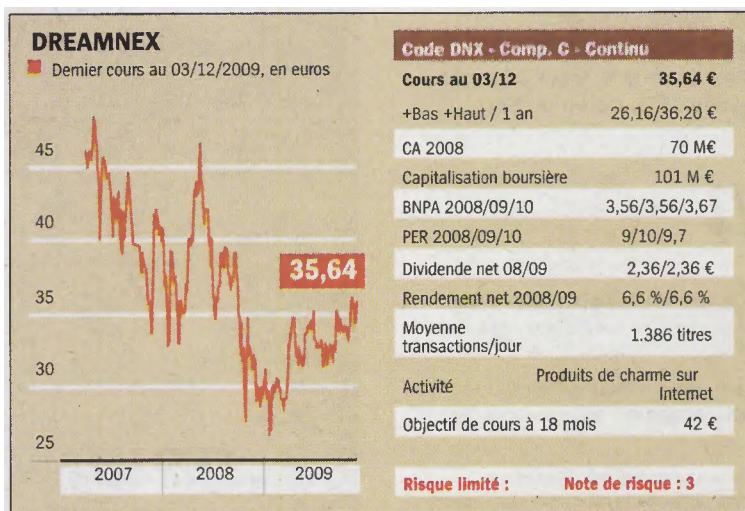 DREAMNEX
Dernier cours au 03/12/2009, en euros
45
40
35,64
35
30
25
2007 2008 2009
Code DNX - Comp. C - Continu
Cours au 03/12 35,64 €
+Bas +Haut / 1 an 26,16/36,20 €
CA 2008 70 M€
Capitalisation boursière 101 M €
BNPA 2008/09/10 3,56/3,56/3,67
PER 2008/09/10 9/10/9,7
Dividende net 08/09 2,36/2,36 €
Rendement net 2008/09 6,6 %/6,6 %
Moyenne
transactions/jour 1.386 titres
Activité Produits de charme sur
Internet
Objectif de cours à 18 mois 42 €
Risque limité : Note de risque : 3